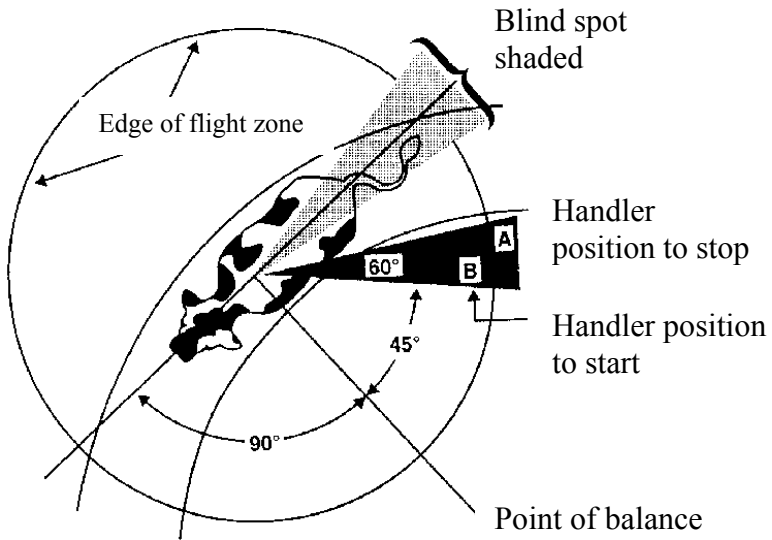 Blind spot
shaded
Edge of flight zone
Handler
position to stop
A
60°
B
Handler position
to start
45°
90°
Point of balance